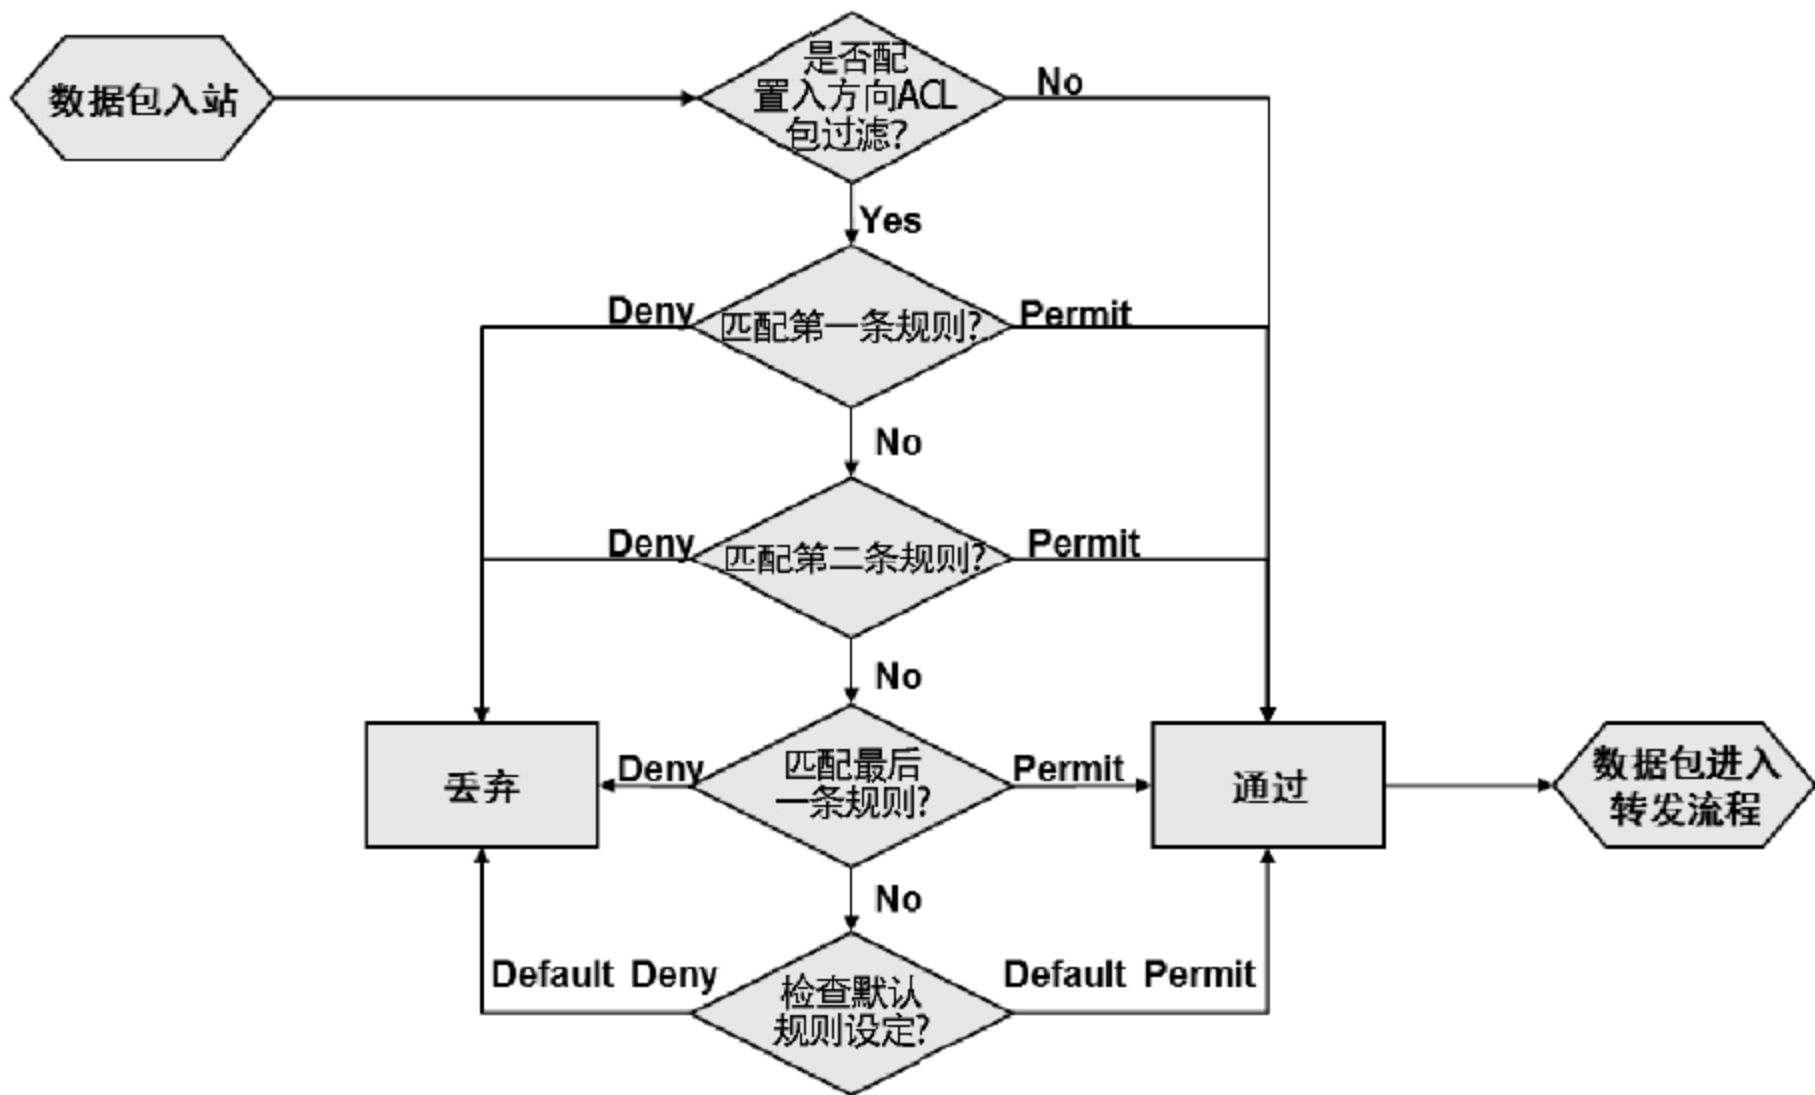 是否配
置入方向ACL
包过滤?
No
数据包入站
Yes
Deny
匹配第一条规则?
Permit
No
Deny
匹配第二条规则?
Permit
No
丢弃
Deny
匹配最后
一条规则?
Permit
通过
数据包进入
转发流程
No
Default Deny
检查默认
规则设定?
Default Permit